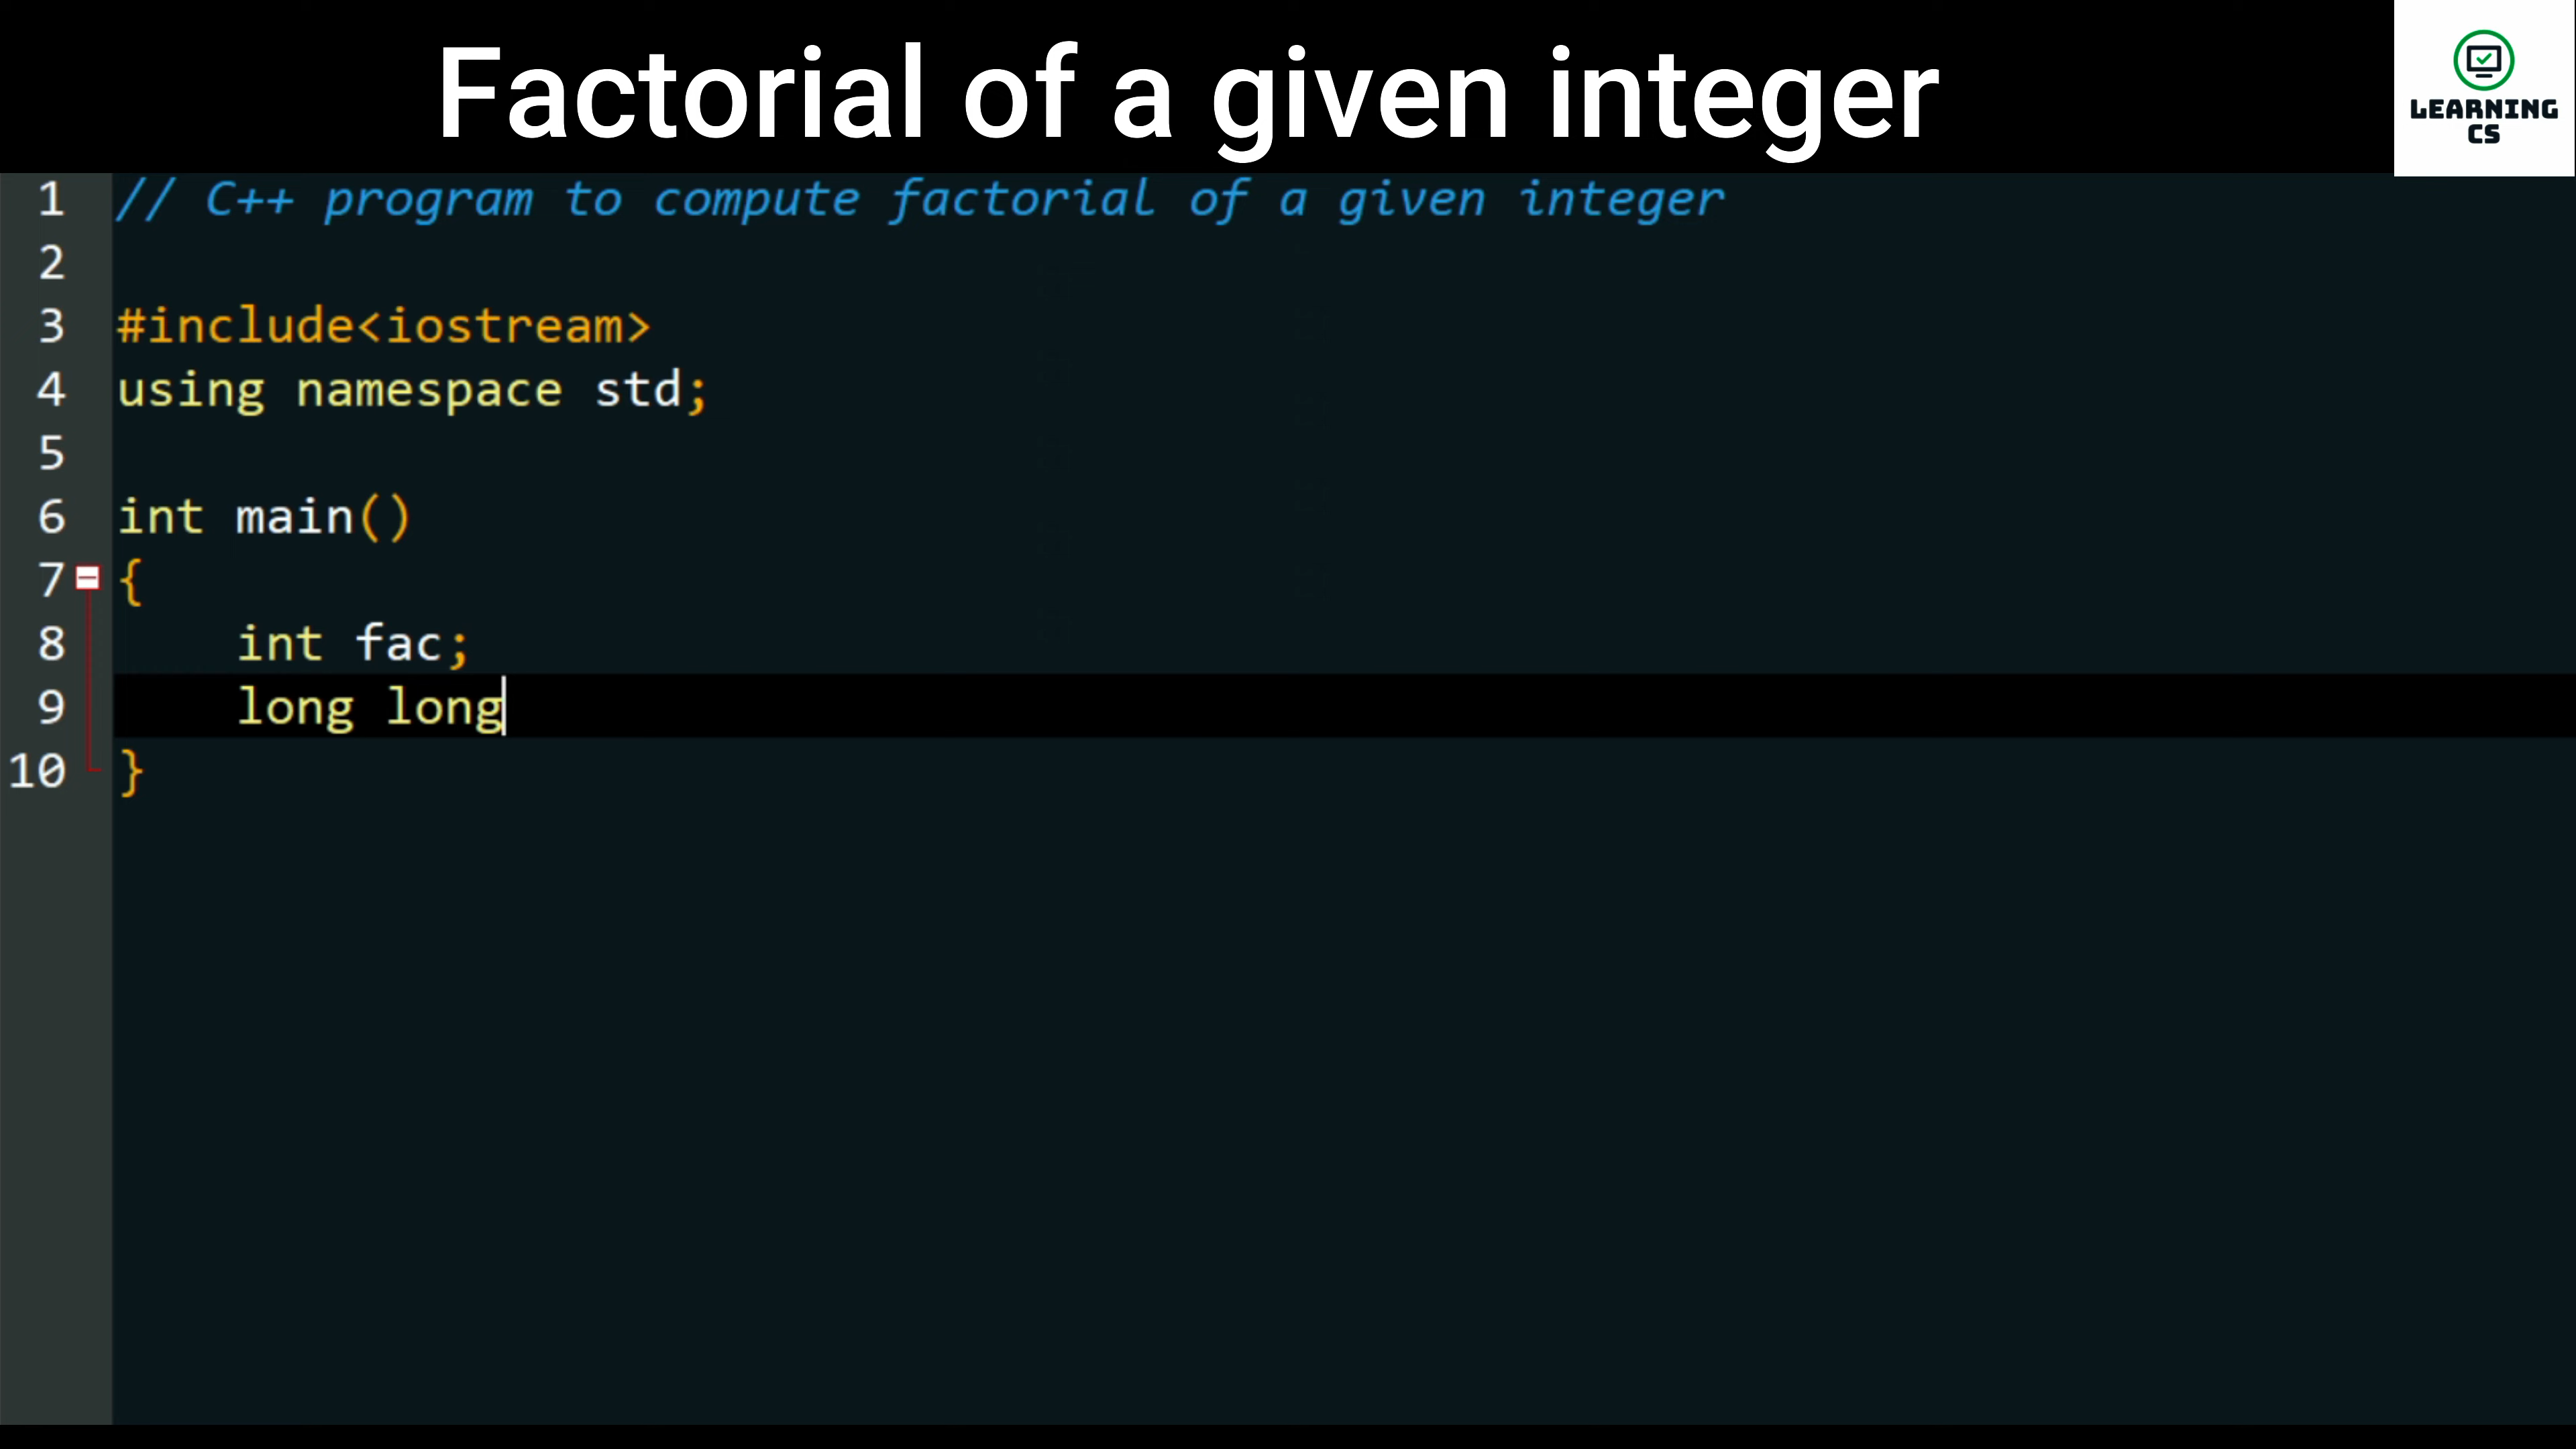 Factorial of a given integer
LEARNING
CS
1 // C++ program to compute factorial of a given integer
2
3 #include<iostream>
4 using namespace std;
5
6 int main()
7 {
8     int fac;
9     long long
10 }